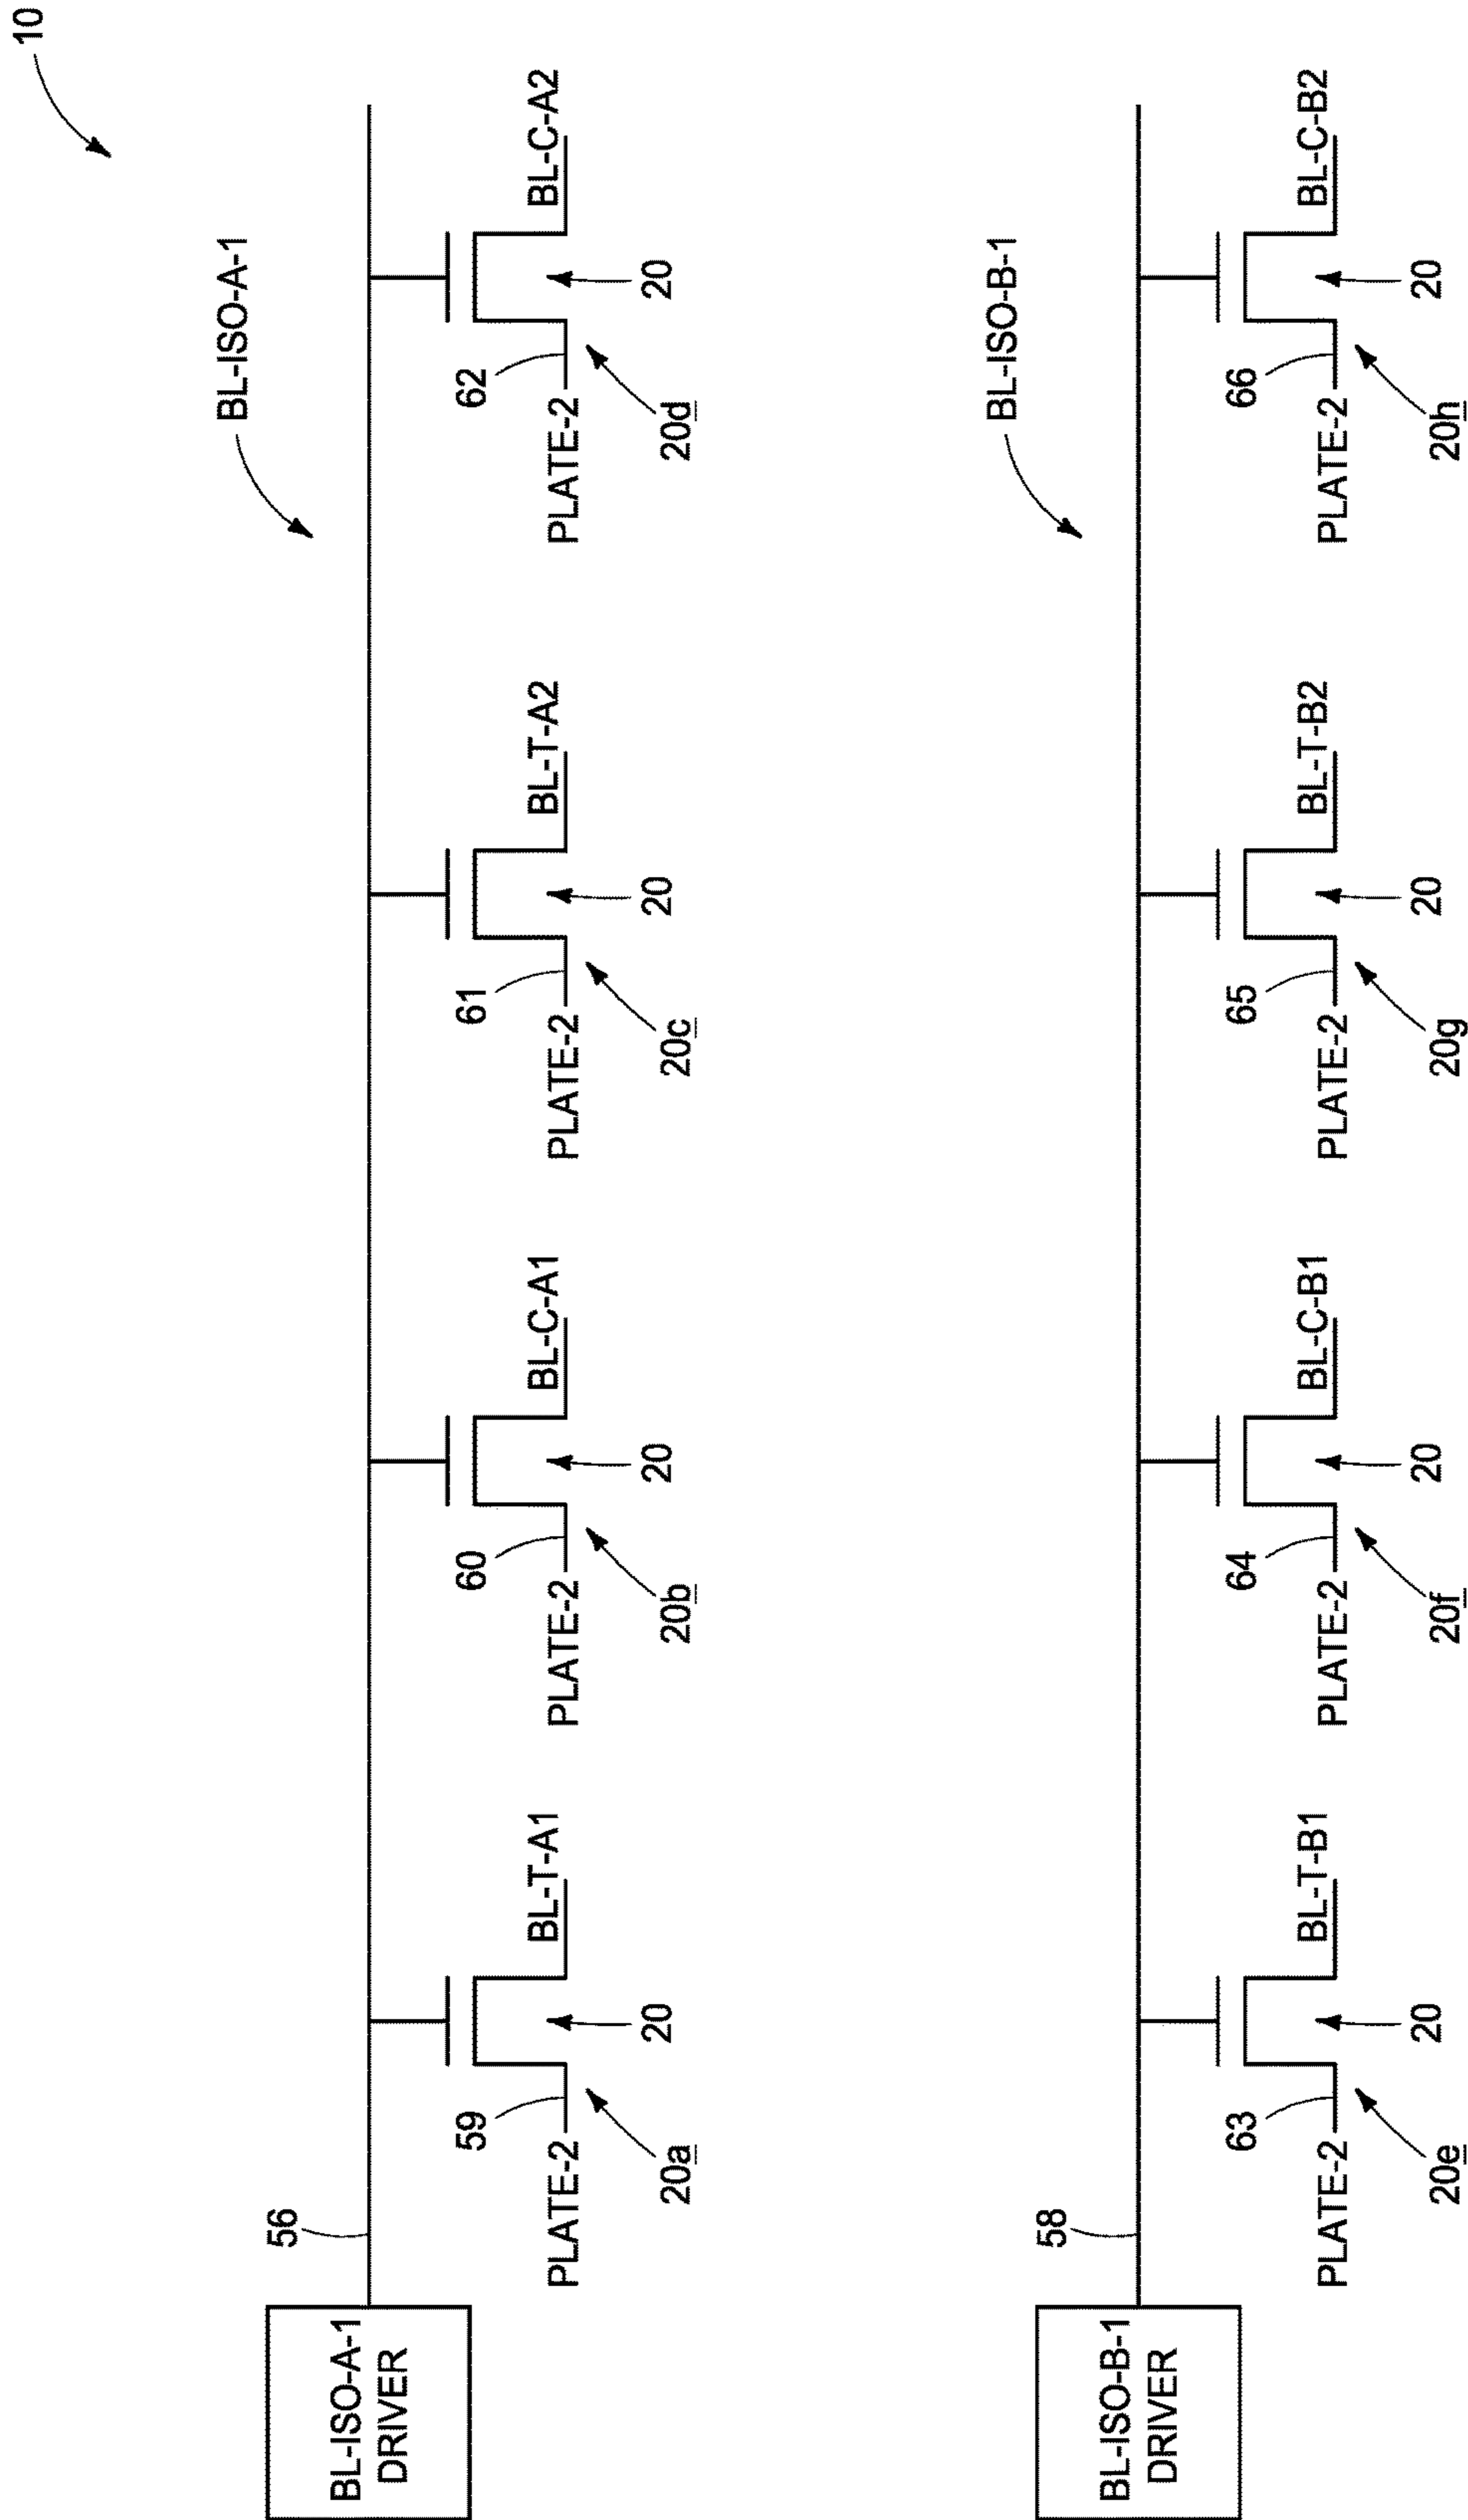 10
BL-ISO-A-1
BL-ISO-A-1
DRIVER
56
59
60
61
62
PLATE-2
BL-T-A1
PLATE-2
BL-C-A1
PLATE-2
BL-T-A2
PLATE-2
BL-C-A2
20
20
20
20
20a
20b
20c
20d
BL-ISO-B-1
BL-ISO-B-1
DRIVER
58
63
64
65
66
PLATE-2
BL-T-B1
PLATE-2
BL-C-B1
PLATE-2
BL-T-B2
PLATE-2
BL-C-B2
20
20
20
20
20e
20f
20g
20h